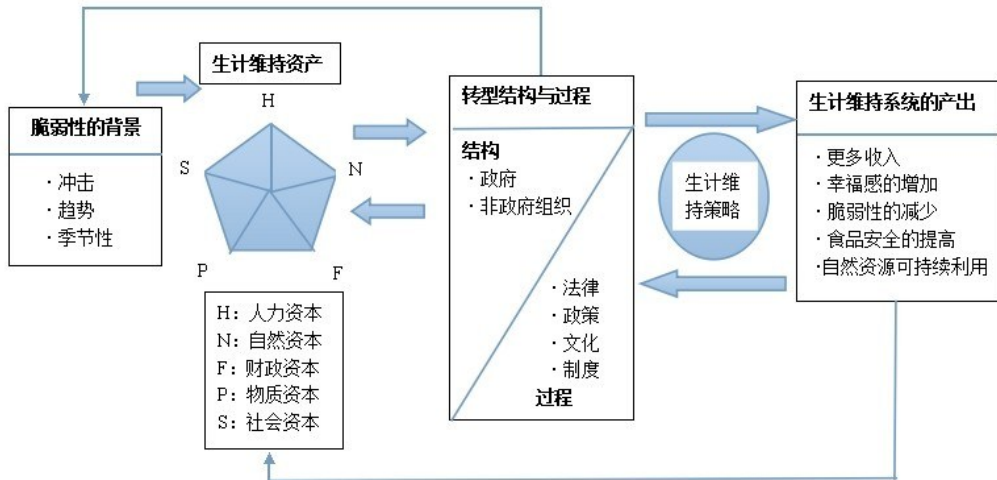 生计维持资产
脆弱性的背景
·冲击
·趋势
·季节性
H
S
N
P
F
H：人力资本
N：自然资本
F：财政资本
P：物质资本
S：社会资本
转型结构与过程
结构
·政府
·非政府组织
·法律
·政策
·文化
·制度
过程
生计维
持策略
生计维持系统的产出
·更多收入
·幸福感的增加
·脆弱性的减少
·食品安全的提高
·自然资源可持续利用